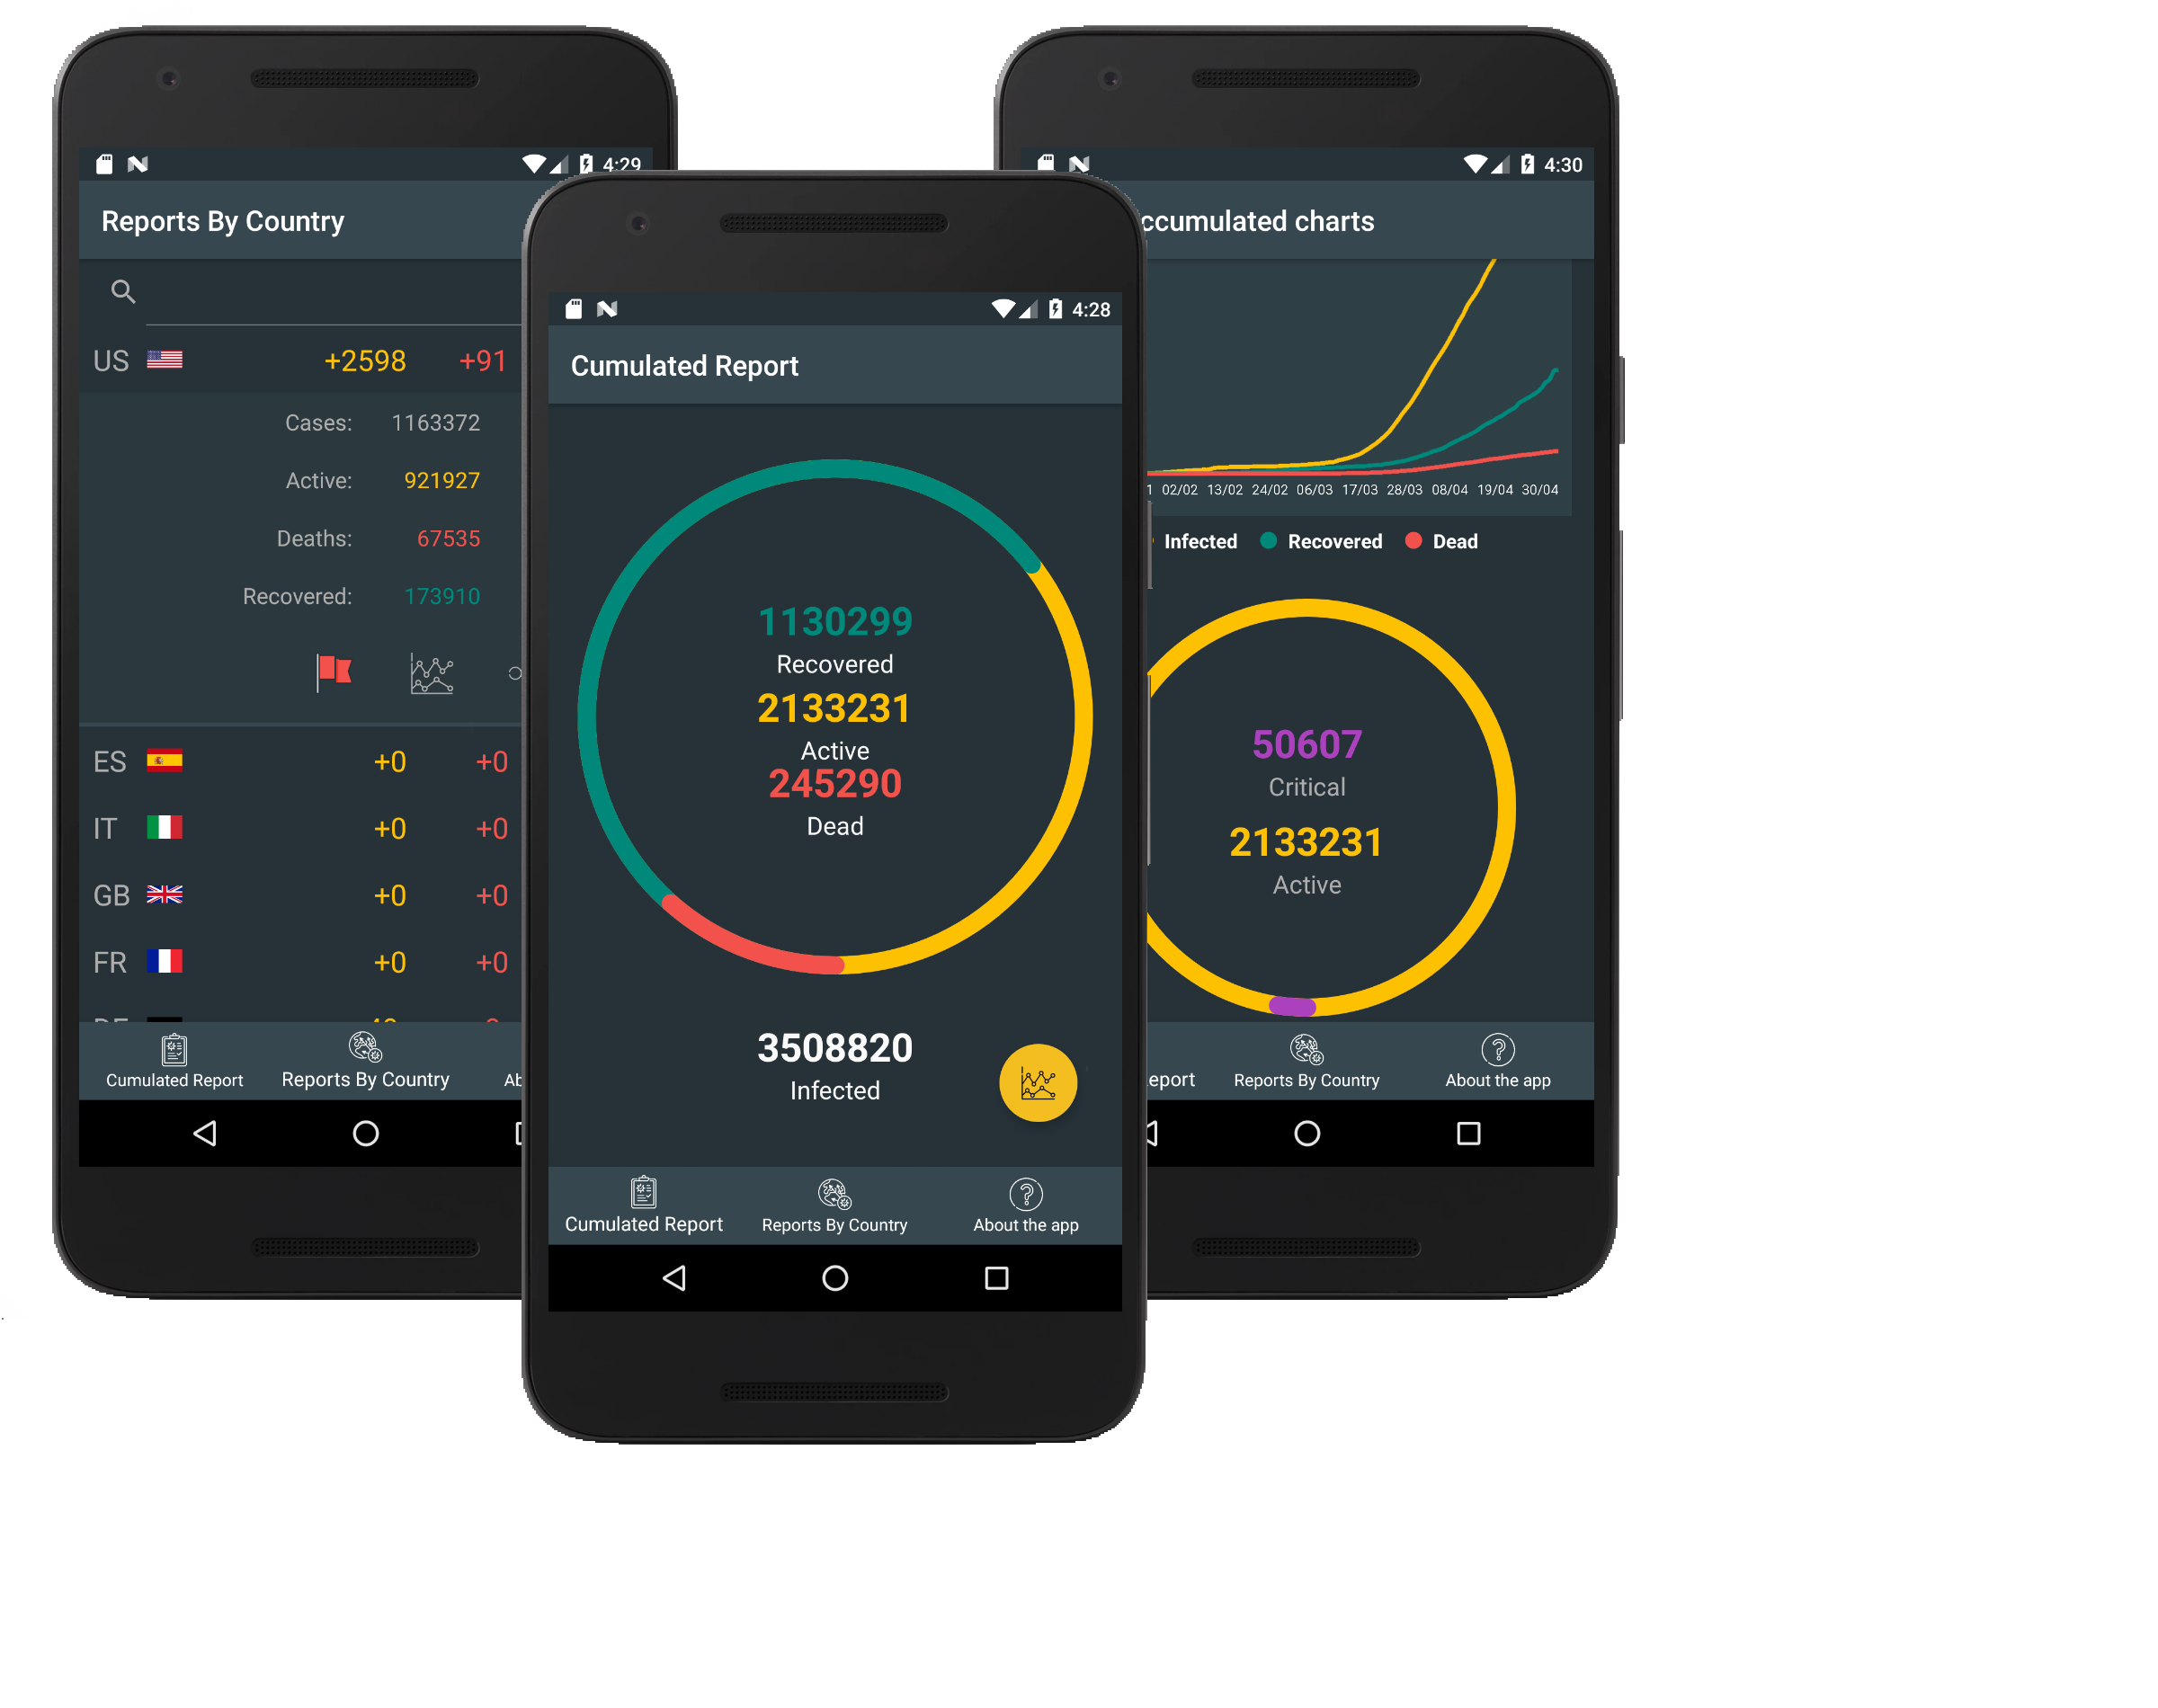 4:29
Reports By Country
US +2598 +91
Cases: 1163372
Active: 921927
Deaths: 67535
Recovered: 173910
ES +0 +0
IT +0 +0
GB +0 +0
FR +0 +0
Cumulated Report Reports By Country
4:28
Cumulated Report
1130299
Recovered
2133231
Active
245290
Dead
3508820
Infected
Cumulated Report Reports By Country About the app
4:30
ccumulated charts
02/02 13/02 24/02 06/03 17/03 28/03 08/04 19/04 30/04
Infected Recovered Dead
50607
Critical
2133231
Active
eport Reports By Country About the app